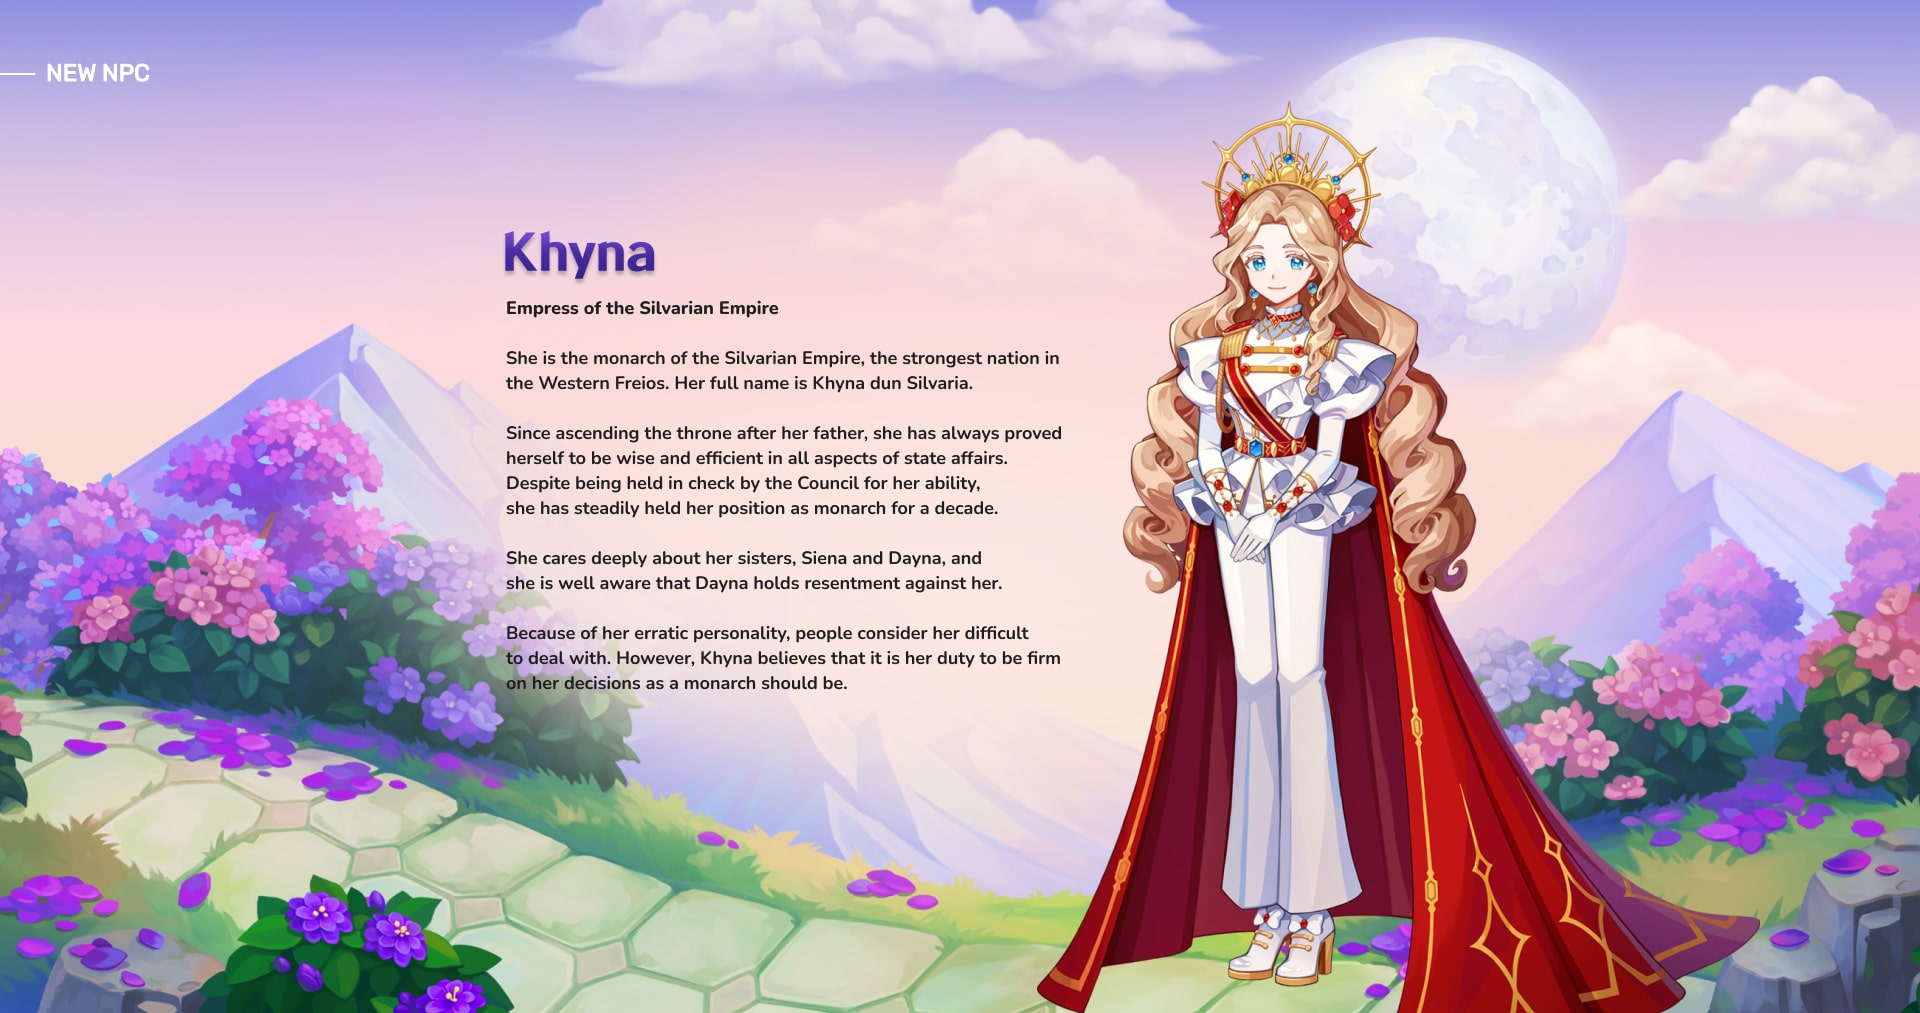 NEW NPC
Khyna
Empress of the Silvarian Empire
She is the monarch of the Silvarian Empire, the strongest nation in
the Western Freios. Her full name is Khyna dun Silvaria.
Since ascending the throne after her father, she has always proved
herself to be wise and efficient in all aspects of state affairs.
Despite being held in check by the Council for her ability,
she has steadily held her position as monarch for a decade.
She cares deeply about her sisters, Siena and Dayna, and
she is well aware that Dayna holds resentment against her.
Because of her erratic personality, people consider her difficult
to deal with. However, Khyna believes that it is her duty to be firm
on her decisions as a monarch should be.